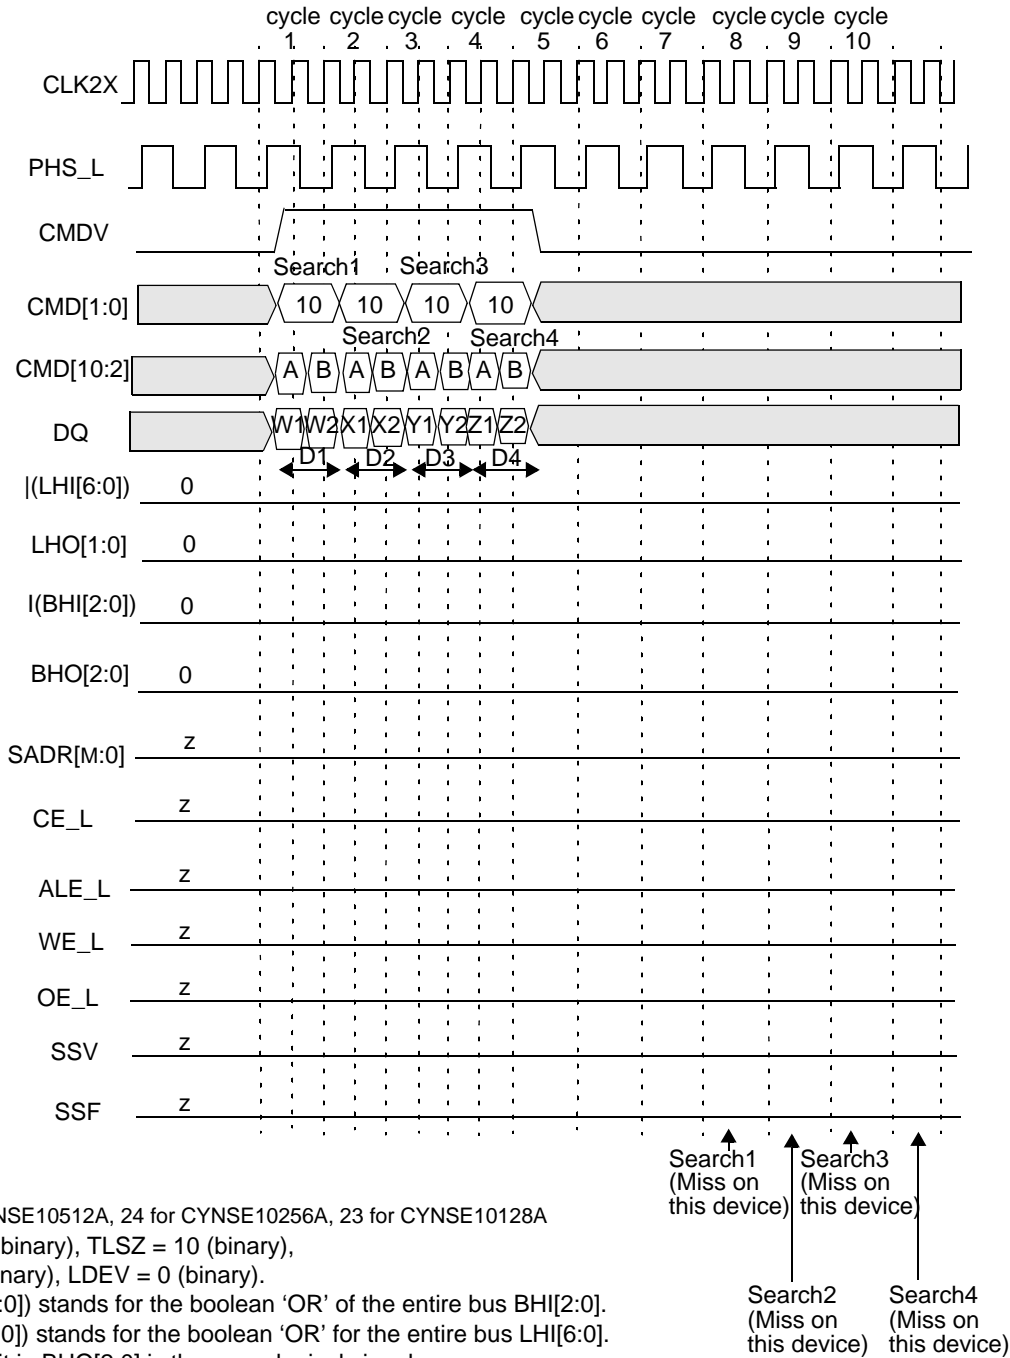 cycle cycle cycle cycle cycle cycle cycle cycle cycle cycle
1 2 3 4 5 6 7 8 9 10
CLK2X
PHS_L
CMDV
Search1 Search3
CMD[1:0] 10 10 10 10
Search2 Search4
CMD[10:2] A B A B A B A B
DQ W1 W2 X1 X2 Y1 Y2 Z1 Z2
D1 D2 D3 D4
|(LHI[6:0]) 0
LHO[1:0] 0
I(BHI[2:0]) 0
BHO[2:0] 0
SADR[M:0] z
CE_L z
ALE_L z
WE_L z
OE_L z
SSV z
SSF z
Search1 Search3
(Miss on (Miss on
this device) this device)
NSE10512A, 24 for CYNSE10256A, 23 for CYNSE10128A
binary), TLSZ = 10 (binary),
nary), LDEV = 0 (binary).
:0]) stands for the boolean ‘OR’ of the entire bus BHI[2:0].
0]) stands for the boolean ‘OR’ for the entire bus LHI[6:0].
Search2 Search4
(Miss on (Miss on
this device) this device)